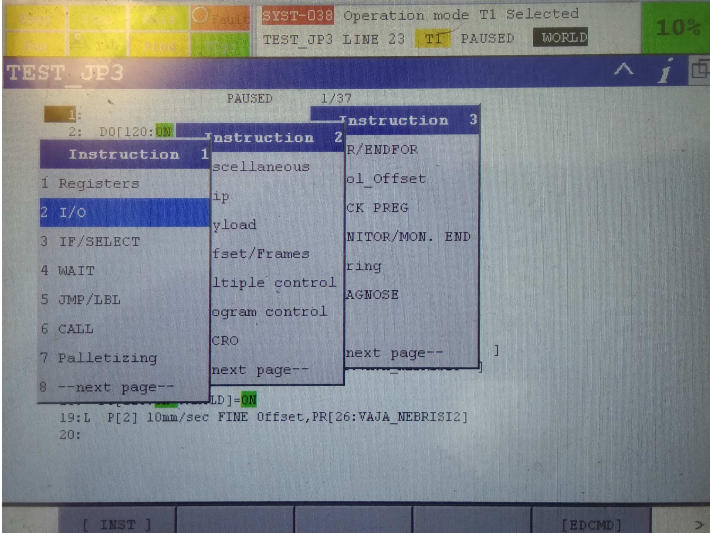 Fault
SYST-038 Operation mode T1 Selected
TEST_JP3 LINE 23 T1 PAUSED WORLD
10%
TEST_JP3
PAUSED 1/37
1:
2: DO[120:ON
Instruction 1
1 Registers
2 I/O
3 IF/SELECT
4 WAIT
5 JMP/LBL
6 CALL
7 Palletizing
8 --next page--
Instruction 2
scellaneous
ip
yload
fset/Frames
ltiple control
ogram control
CRO
next page--
Instruction 3
R/ENDFOR
ol_Offset
CK PREG
NITOR/MON. END
ring
AGNOSE
next page--
]
]
LD]=ON
19:L P[2] 10mm/sec FINE Offset,PR[26:VAJA_NEBRISI2]
20:
[ INST ]
[EDCMD]
>